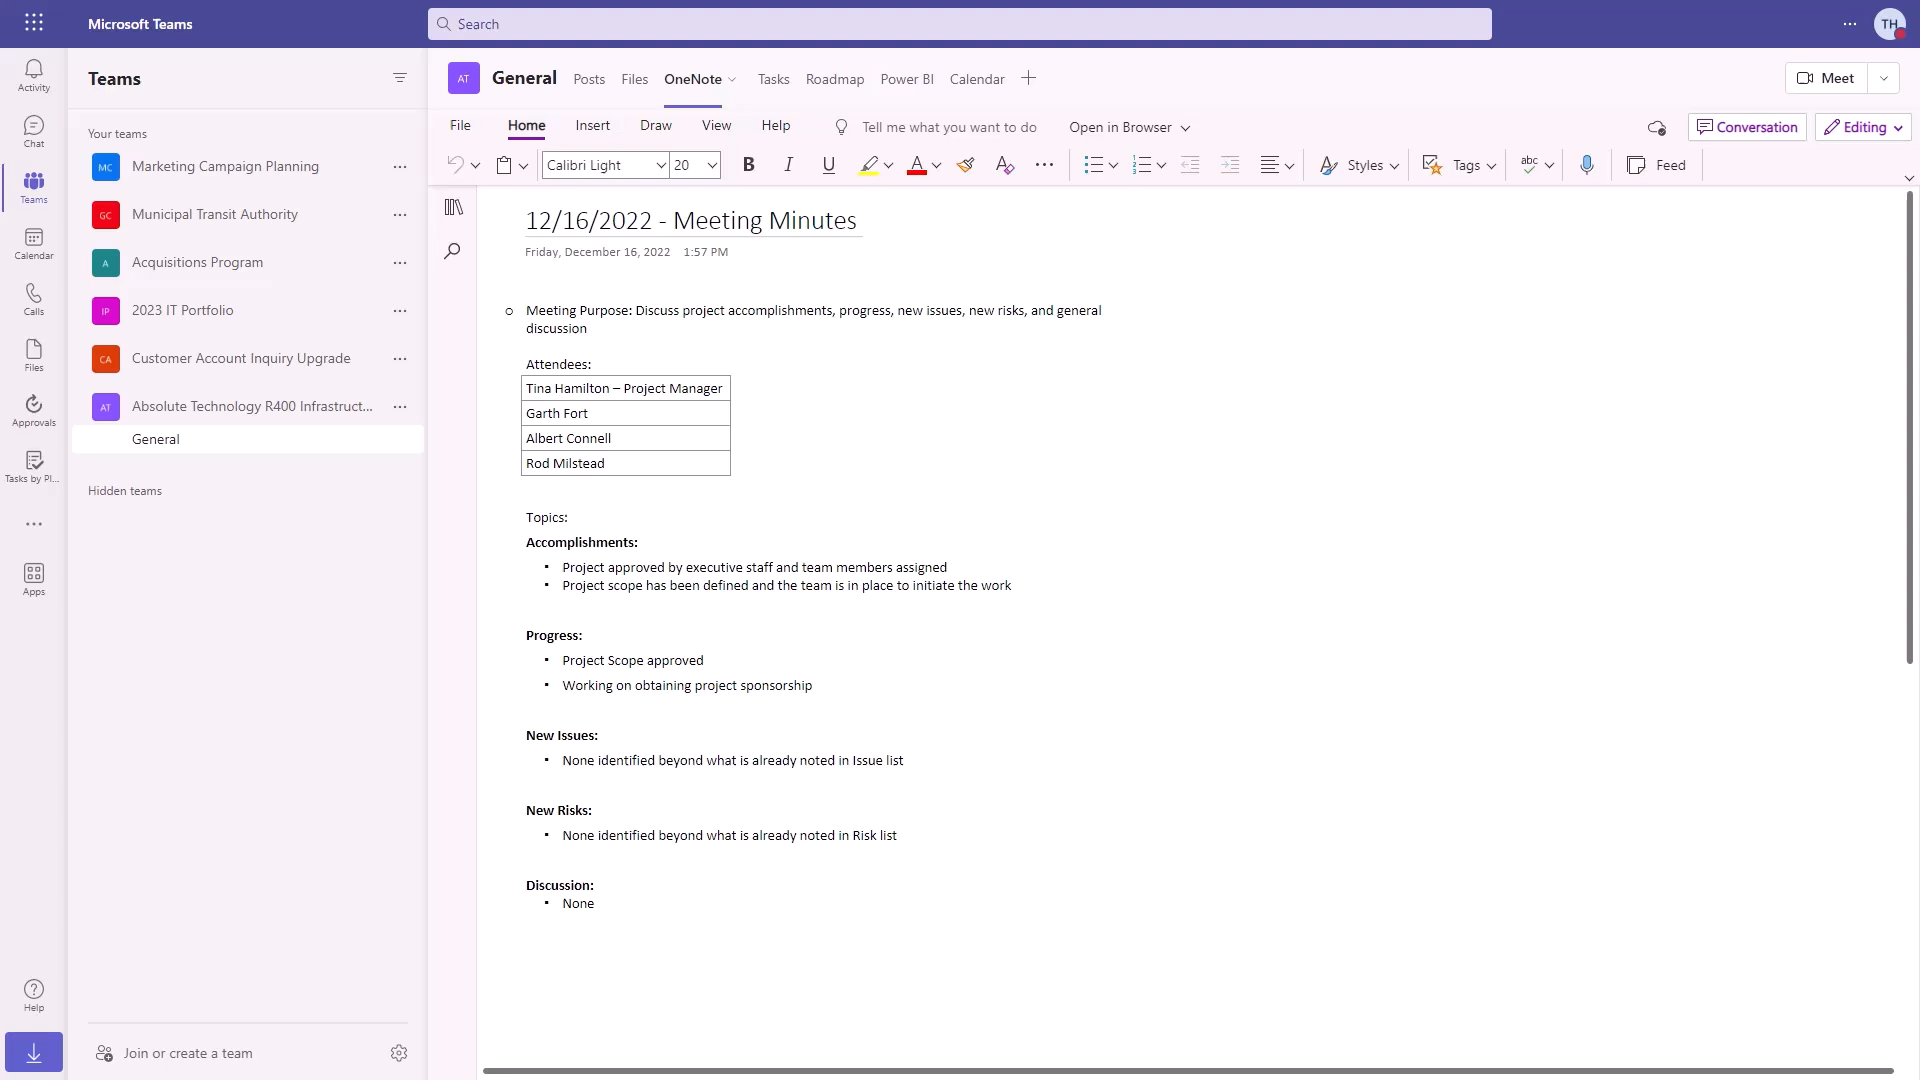 Microsoft Teams
Search
TH
Activity
Chat
Teams
Calendar
Calls
Files
Approvals
Tasks by Pl...
Apps
Help
Teams
Your teams
MC Marketing Campaign Planning
GC Municipal Transit Authority
A Acquisitions Program
IP 2023 IT Portfolio
CA Customer Account Inquiry Upgrade
AT Absolute Technology R400 Infrastruct...
General
Hidden teams
Join or create a team
AT General Posts Files OneNote Tasks Roadmap Power BI Calendar Meet
File Home Insert Draw View Help Tell me what you want to do Open in Browser Conversation Editing
Calibri Light 20 B I U A A Styles Tags abc Feed
12/16/2022 - Meeting Minutes
Friday, December 16, 2022 1:57 PM
Meeting Purpose: Discuss project accomplishments, progress, new issues, new risks, and general
discussion
Attendees:
Tina Hamilton – Project Manager
Garth Fort
Albert Connell
Rod Milstead
Topics:
Accomplishments:
Project approved by executive staff and team members assigned
Project scope has been defined and the team is in place to initiate the work
Progress:
Project Scope approved
Working on obtaining project sponsorship
New Issues:
None identified beyond what is already noted in Issue list
New Risks:
None identified beyond what is already noted in Risk list
Discussion:
None